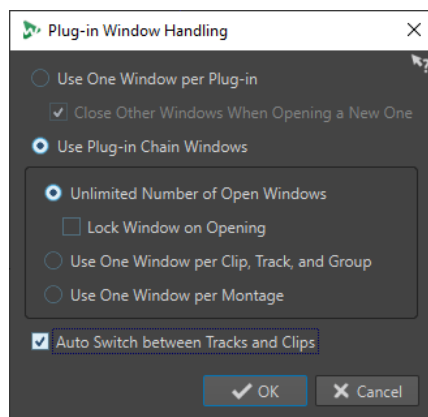 Plug-in Window Handling
Use One Window per Plug-in
Close Other Windows When Opening a New One
Use Plug-in Chain Windows
Unlimited Number of Open Windows
Lock Window on Opening
Use One Window per Clip, Track, and Group
Use One Window per Montage
Auto Switch between Tracks and Clips
OK Cancel